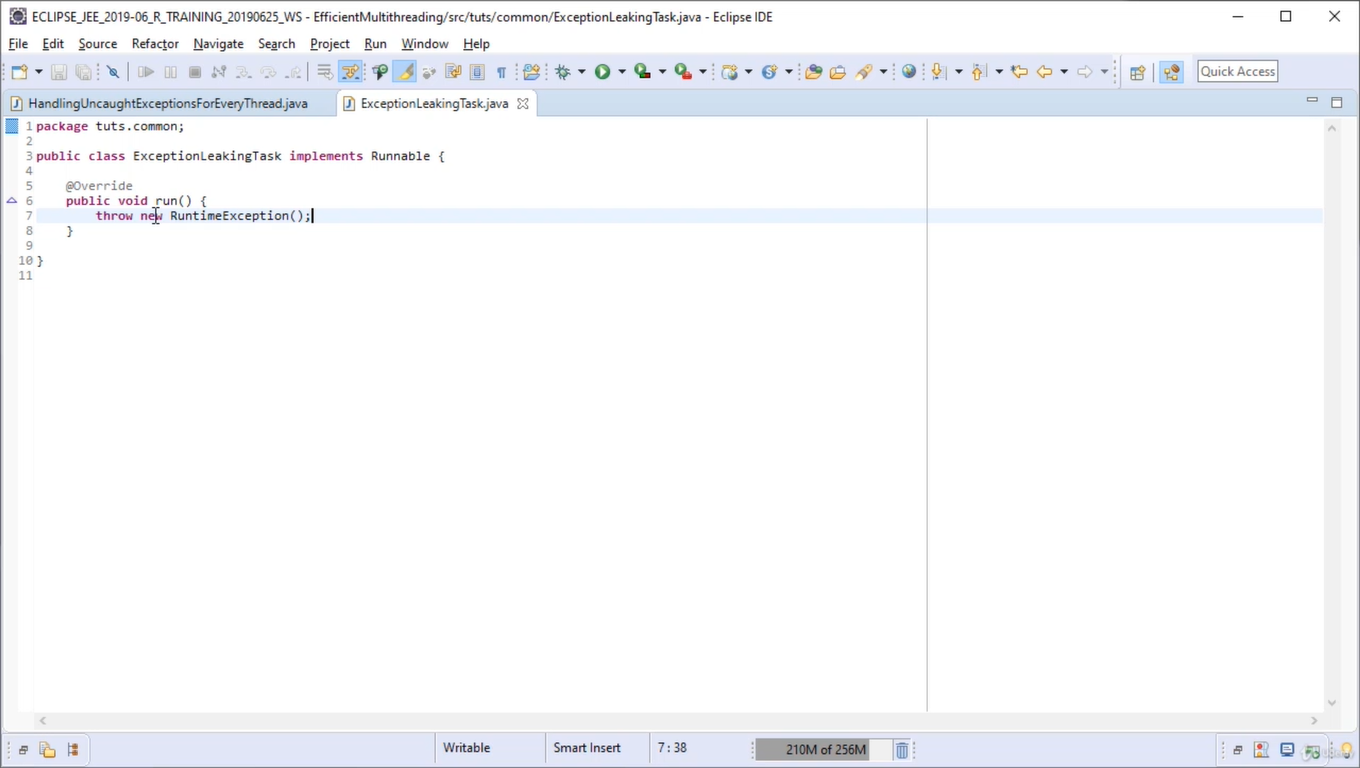 ECLIPSE_JEE_2019-06_R_TRAINING_20190625_WS - EfficientMultithreading/src/tuts/common/ExceptionLeakingTask.java - Eclipse IDE
File Edit Source Refactor Navigate Search Project Run Window Help
Quick Access
HandlingUncaughtExceptionsForEveryThread.java ExceptionLeakingTask.java
1 package tuts.common;
2
3 public class ExceptionLeakingTask implements Runnable {
4
5 @Override
6 public void run() {
7 throw new RuntimeException();
8 }
9
10 }
11
Writable Smart Insert 7 : 38 210M of 256M